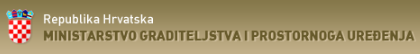 Republika Hrvatska
MINISTARSTVO GRADITELJSTVA I PROSTORNOGA UREĐENJA